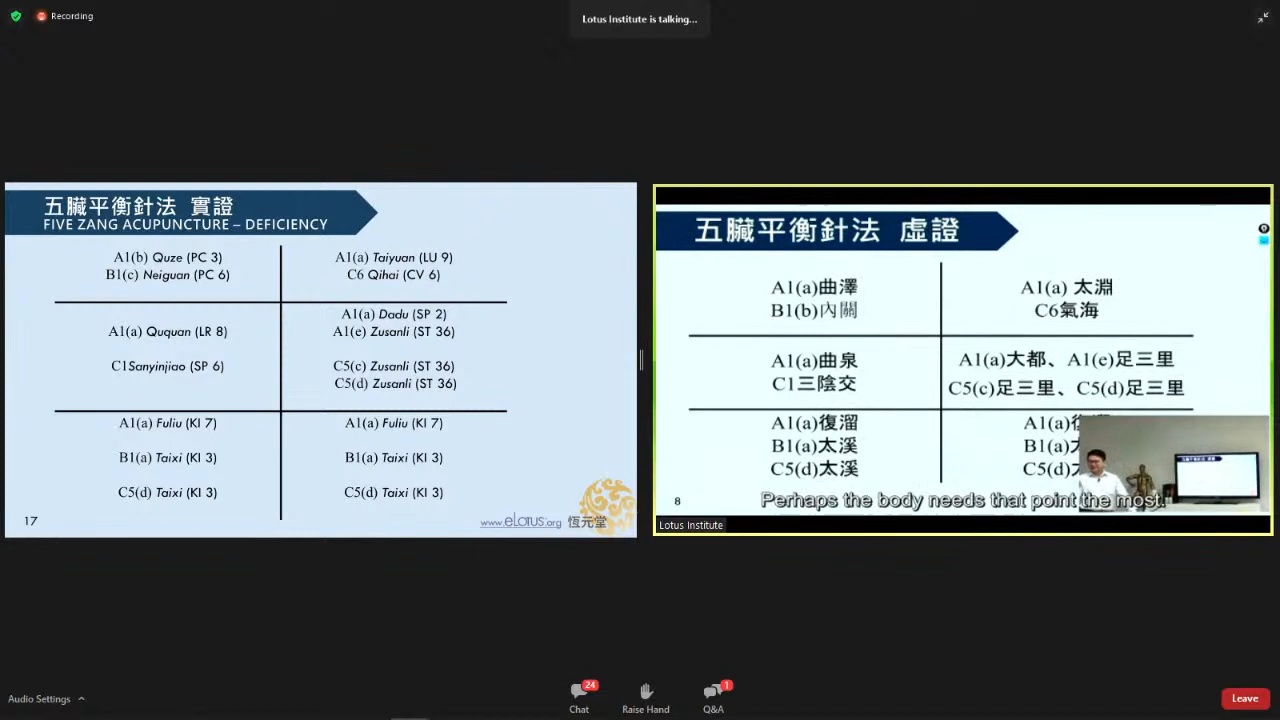 Recording
Lotus Institute is talking...
五臟平衡針法 實證
FIVE ZANG ACUPUNCTURE – DEFICIENCY
A1(b) Quze (PC 3)
B1(c) Neiguan (PC 6)
A1(a) Taiyuan (LU 9)
C6 Qihai (CV 6)
A1(a) Ququan (LR 8)
C1Sanyinjiao (SP 6)
A1(a) Dadu (SP 2)
A1(e) Zusanli (ST 36)
C5(c) Zusanli (ST 36)
C5(d) Zusanli (ST 36)
A1(a) Fuliu (KI 7)
B1(a) Taixi (KI 3)
C5(d) Taixi (KI 3)
A1(a) Fuliu (KI 7)
B1(a) Taixi (KI 3)
C5(d) Taixi (KI 3)
17
www.eLotus.org 恆元堂
五臟平衡針法 虛證
A1(a)曲澤
B1(b)內關
A1(a) 太淵
C6氣海
A1(a)曲泉
C1三陰交
A1(a)大都、A1(e)足三里
C5(c)足三里、C5(d)足三里
A1(a)復溜
B1(a)太溪
C5(d)太溪
A1(a)
B1(a)
C5(d)
8
Perhaps the body needs that point the most.
Lotus Institute
Audio Settings
24
Chat
Raise Hand
1
Q&A
Leave